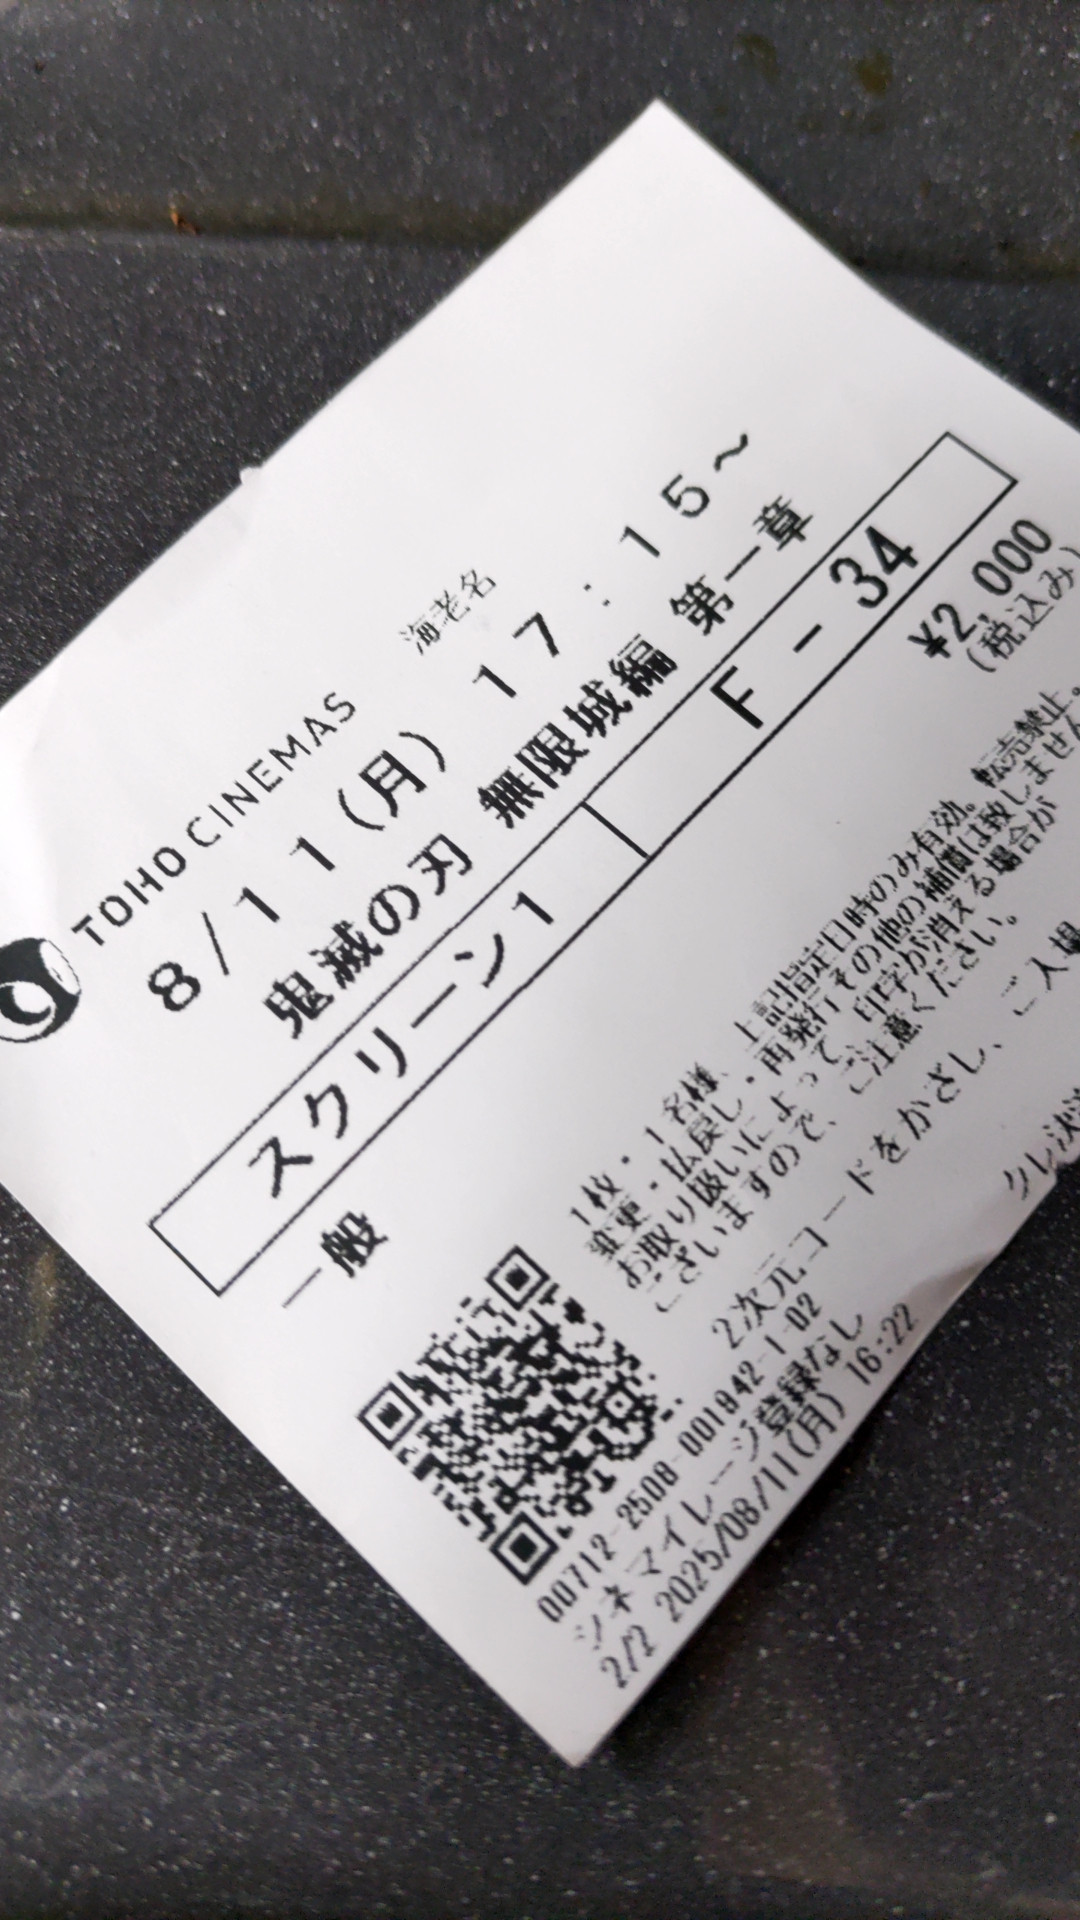 TOHO CINEMAS 海老名
8/11(月) 17:15~
鬼滅の刃 無限城編 第一章
スクリーン1 F-34
一般 ¥2,000
(税込み)
1枚・1名様、上記指定日時のみ有効。転売禁止。
変更・払戻し・再発行その他の補償は致しません
お取り扱いによって、印字が消える場合が
ございますので、ご注意ください。
2次元コードをかざし、ご入場
00712-2508-001942-1-02 クレ決済
シネマイレージ登録なし
2/2 2025/08/11(月) 16:22